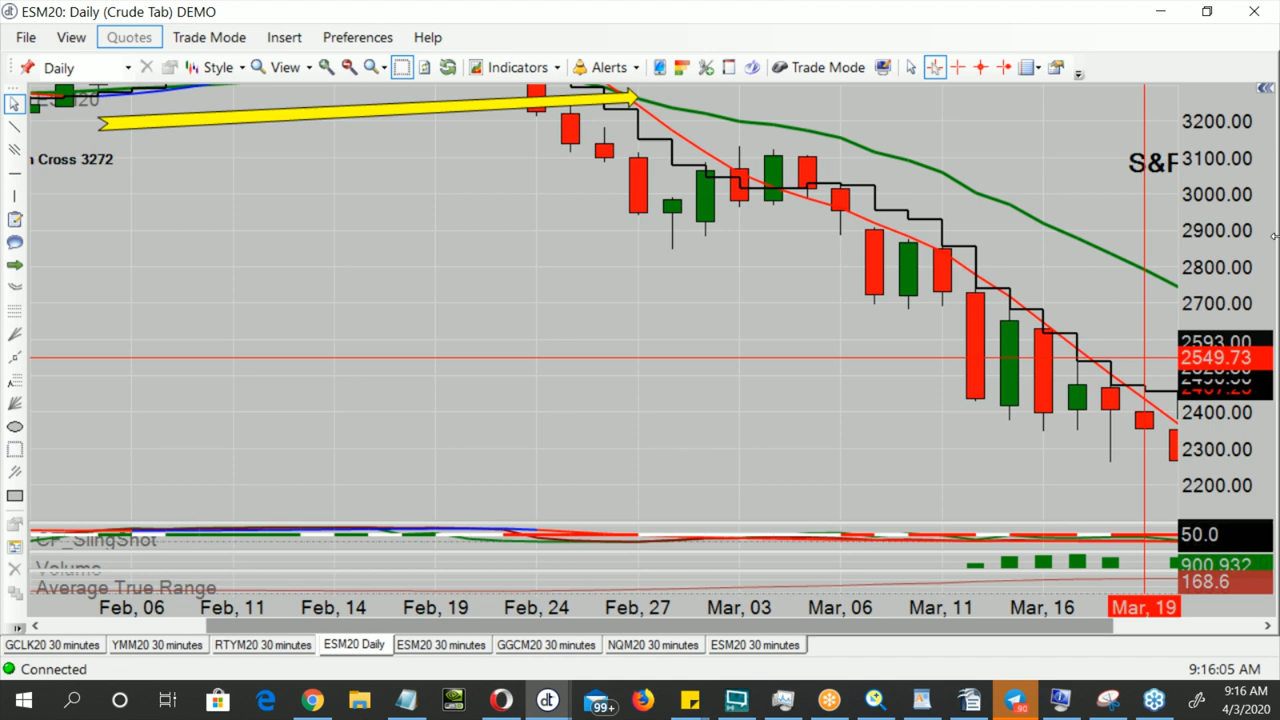 ESM20: Daily (Crude Tab) DEMO
File View Quotes Trade Mode Insert Preferences Help
Daily Style View Indicators Alerts Trade Mode
ESM20
n Cross 3272
S&P
3200.00
3100.00
3000.00
2900.00
2800.00
2700.00
2593.00
2549.73
2400.00
2300.00
2200.00
CP_SlingShot
50.0
Volume
900,932
Average True Range
168.6
Feb, 06 Feb, 11 Feb, 14 Feb, 19 Feb, 24 Feb, 27 Mar, 03 Mar, 06 Mar, 11 Mar, 16 Mar, 19
GCLK20 30 minutes YMM20 30 minutes RTYM20 30 minutes ESM20 Daily ESM20 30 minutes GGCM20 30 minutes NQM20 30 minutes ESM20 30 minutes
Connected 9:16:05 AM
dt 99+ 90 9:16 AM
4/3/2020